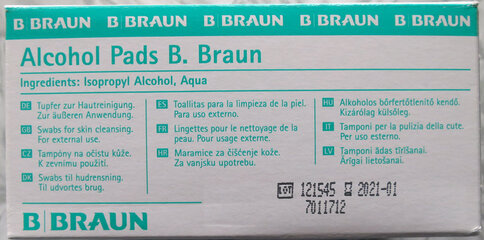 B BRAUN B BRAUN B BRAUN B BRAUN B BRAUN
Alcohol Pads B. Braun
Ingredients: Isopropyl Alcohol, Aqua
DE Tupfer zur Hautreinigung.
Zur äußeren Anwendung.
GB Swabs for skin cleansing.
For external use.
CZ Tampóny na očistu kůže.
K zevnímu použití.
DK Swabs til hudrensning.
Til udvortes brug.
ES Toallitas para la limpieza de la piel.
Para uso externo.
FR Lingettes pour le nettoyage de la
peau. Pour usage externe.
HR Maramice za čišćenje kože.
Za vanjsku upotrebu.
HU Alkoholos bőrfertőtlenítő kendő.
Kizárólag külsőleg.
IT Tamponi per la pulizia della cute.
Per uso esterno.
LV Tamponi ādas tīrīšanai.
Ārīgai lietošanai.
LOT 121545 2021-01
7011712
B BRAUN